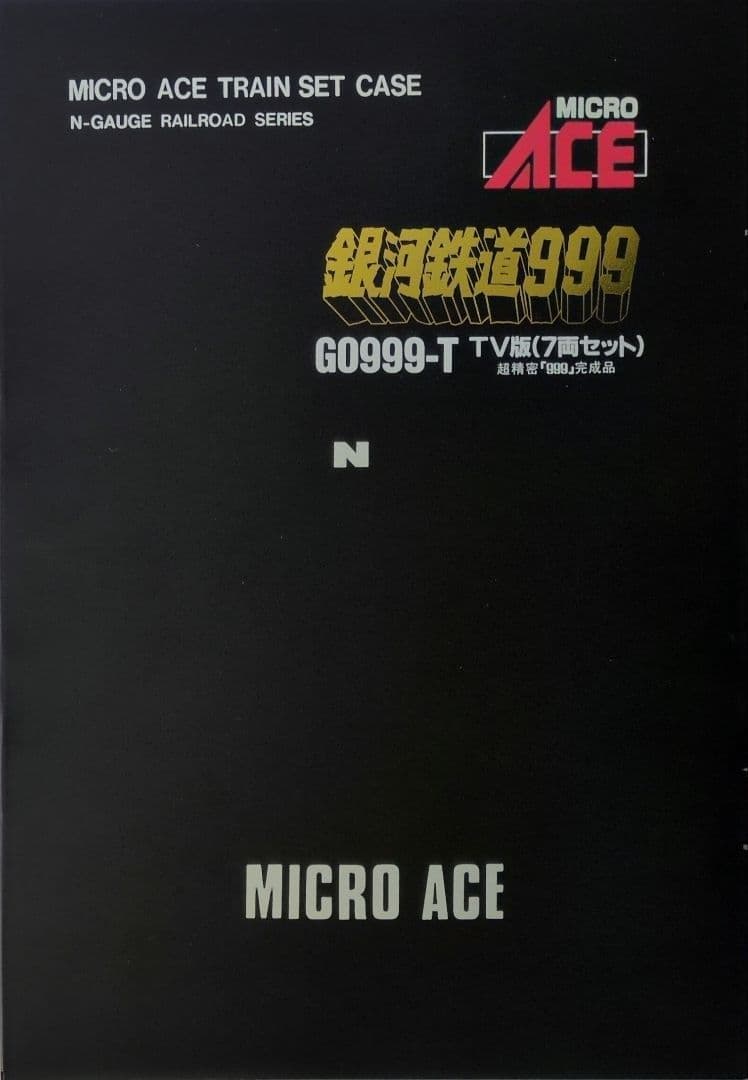 MICRO ACE TRAIN SET CASE
N-GAUGE RAILROAD SERIES
MICRO
ACE
銀河鉄道999
G0999-T TV版(7両セット)
超精密「999」完成品
N
MICRO ACE